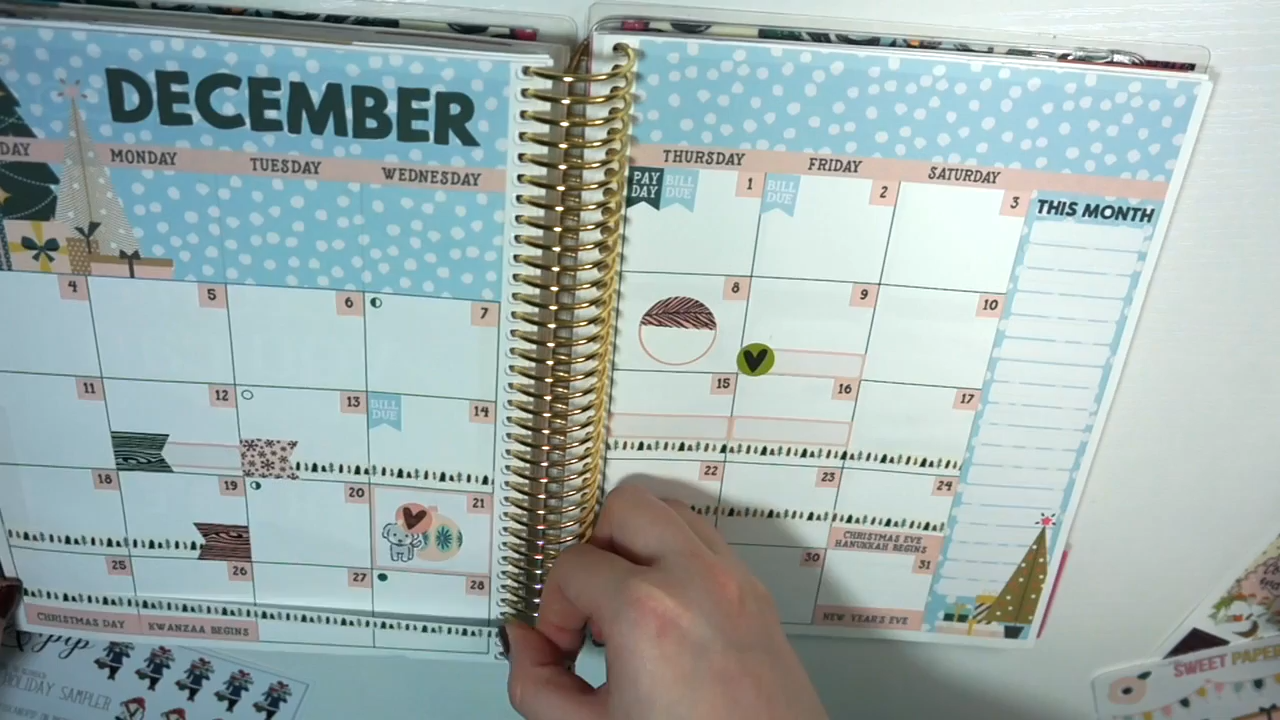 DECEMBER
DAY MONDAY TUESDAY WEDNESDAY THURSDAY FRIDAY SATURDAY
PAY
DAY
BILL
DUE
1
BILL
DUE
2
3
THIS MONTH
4
5
6
7
8
9
10
11
12
13
BILL
DUE
14
15
16
17
18
19
20
21
22
23
24
CHRISTMAS EVE
HANUKKAH BEGINS
25
CHRISTMAS DAY
26
KWANZAA BEGINS
27
28
30
31
NEW YEAR'S EVE
& pip
HOLIDAY SAMPLER
SWEET PAPER